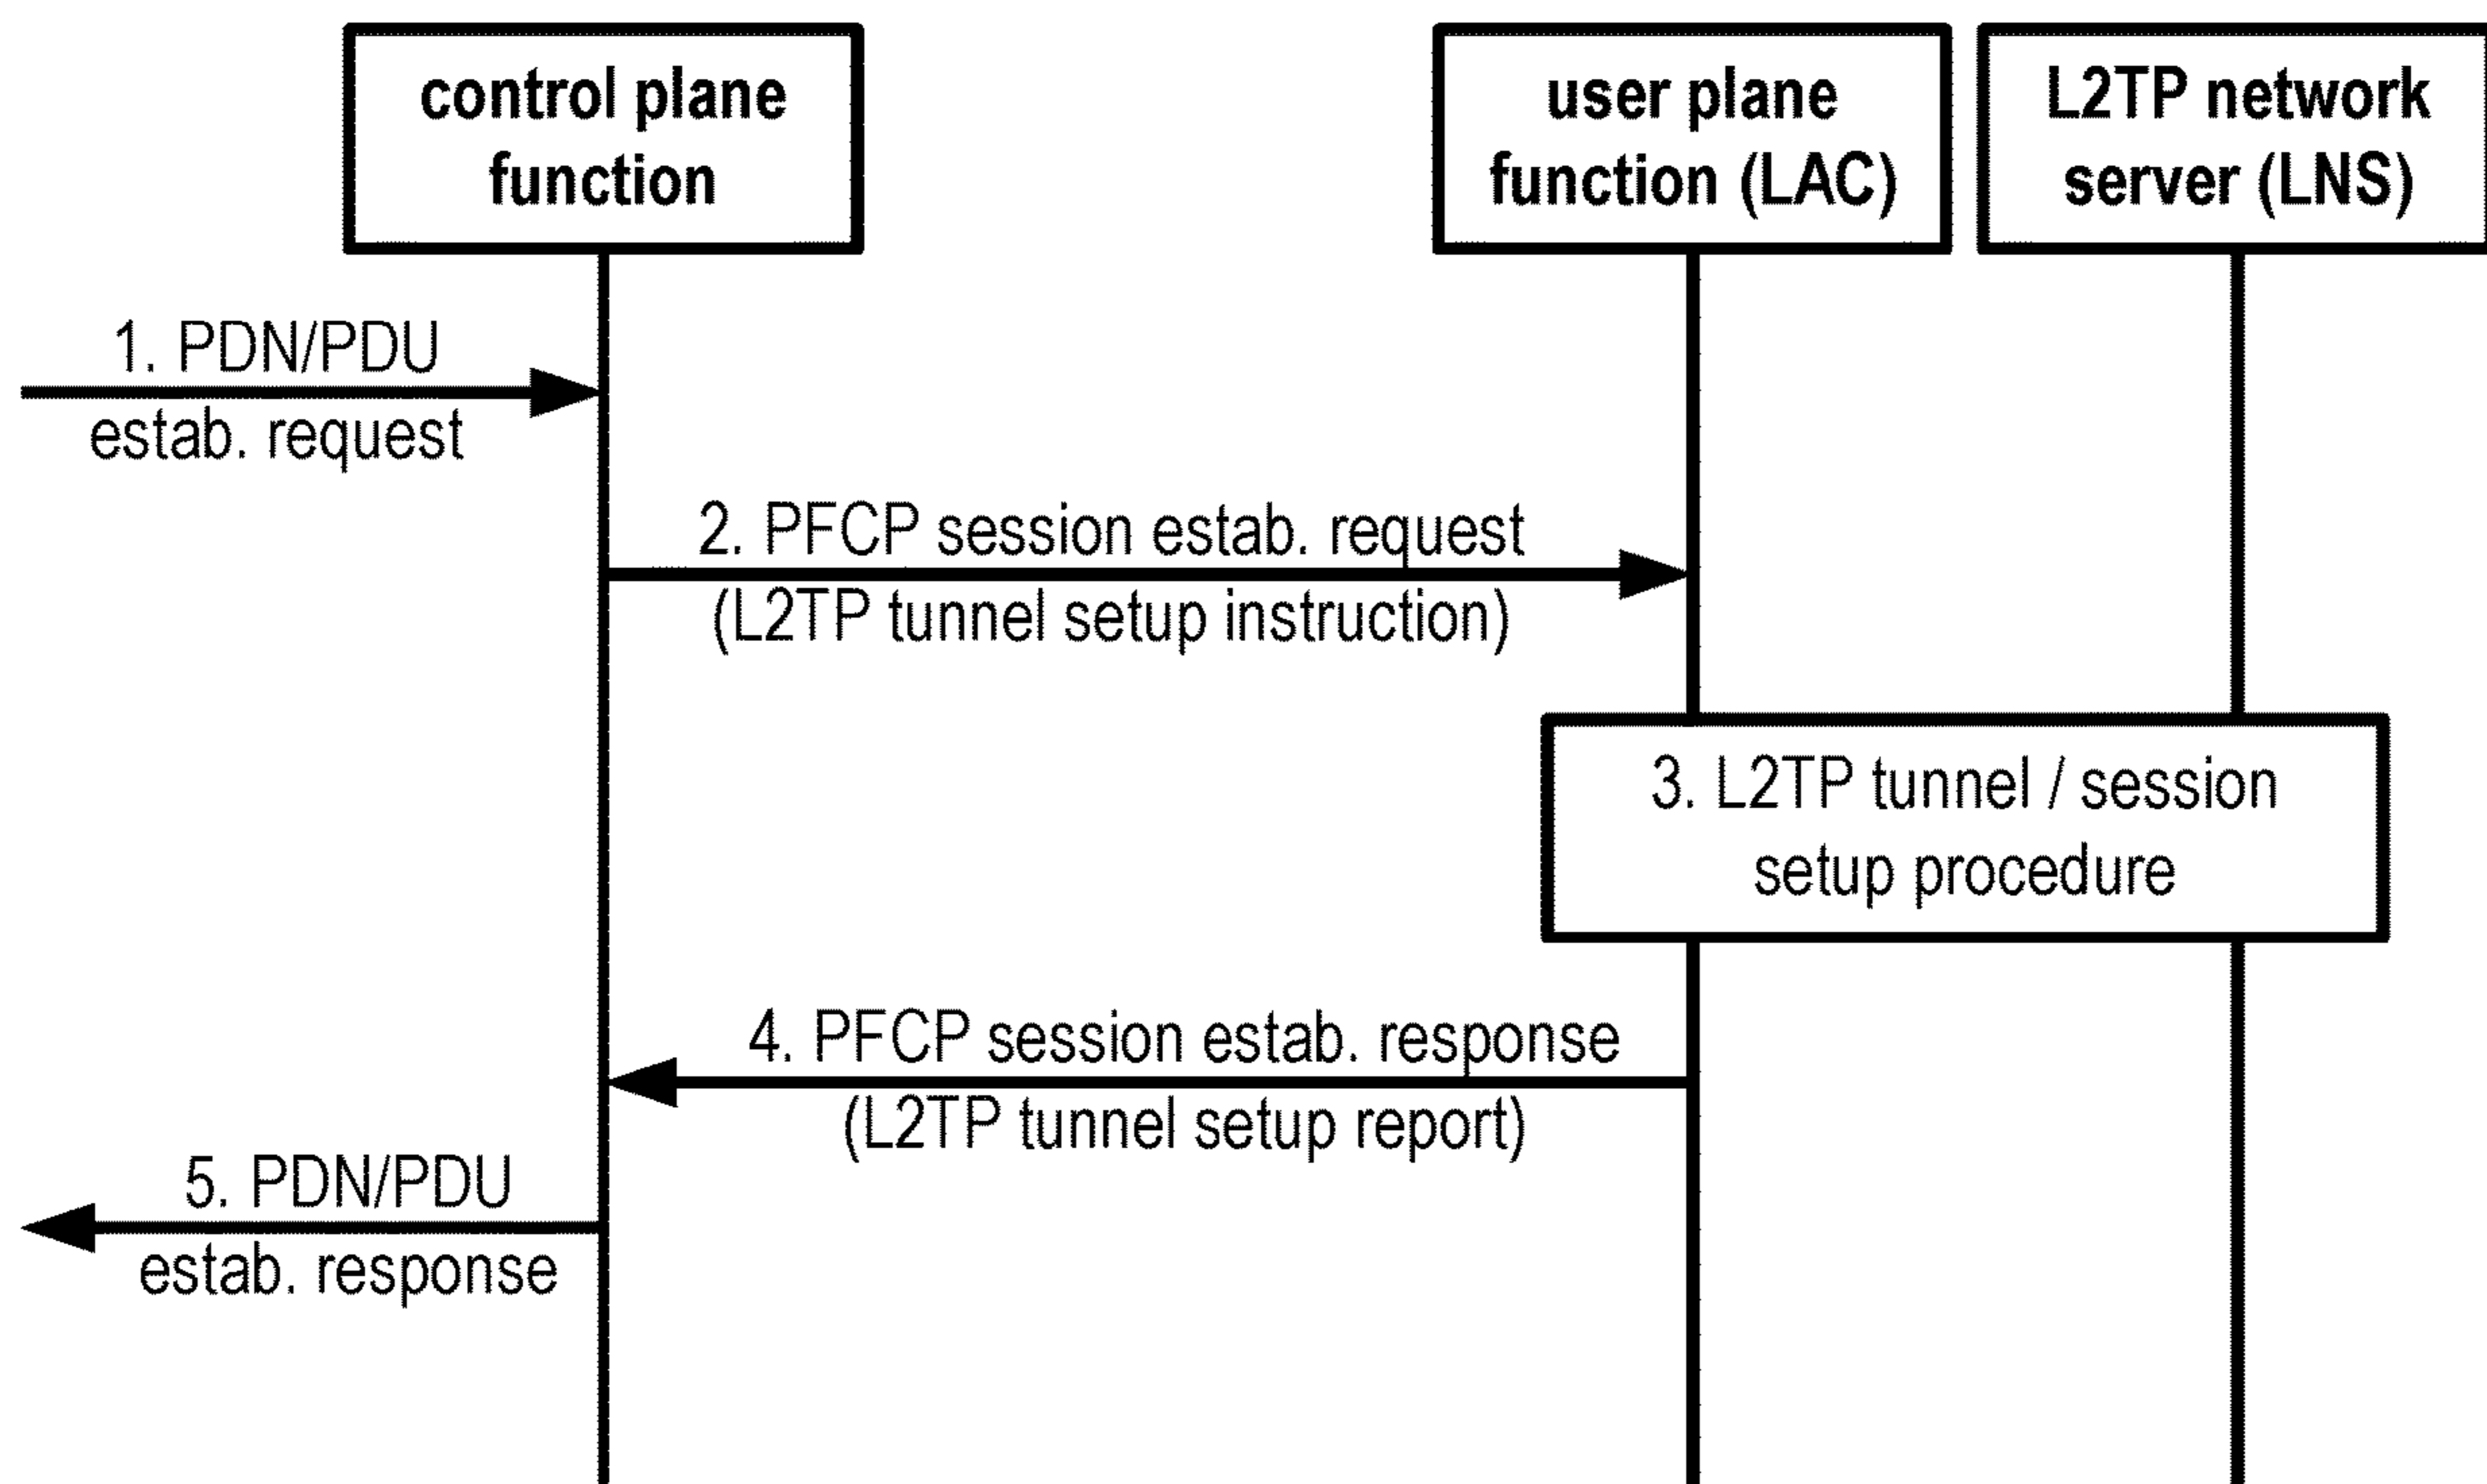 control plane
function
user plane
function (LAC)
L2TP network
server (LNS)
1. PDN/PDU
estab. request
2. PFCP session estab. request
(L2TP tunnel setup instruction)
3. L2TP tunnel / session
setup procedure
4. PFCP session estab. response
(L2TP tunnel setup report)
5. PDN/PDU
estab. response